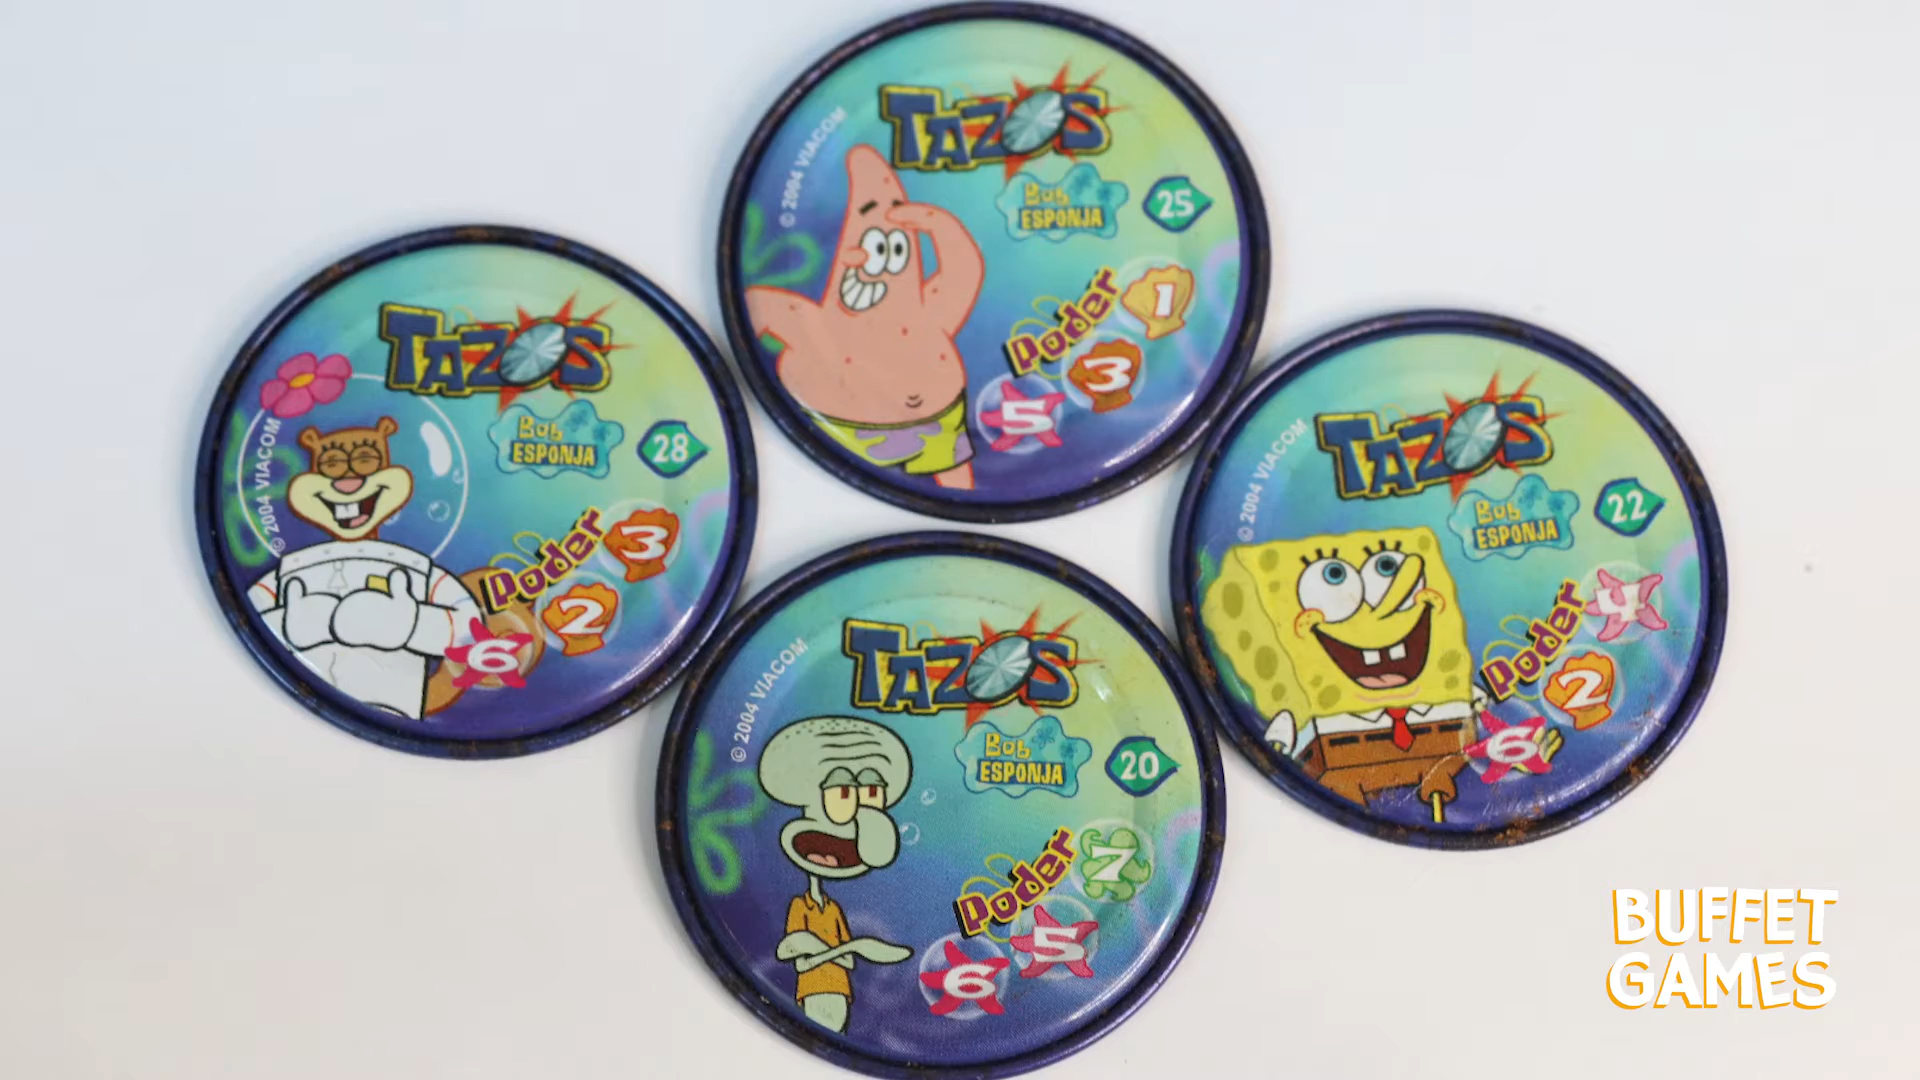 © 2004 VIACOM
TAZOS
Bob
ESPONJA
25
Poder
1
3
5
© 2004 VIACOM
TAZOS
Bob
ESPONJA
28
Poder
3
2
6
© 2004 VIACOM
TAZOS
Bob
ESPONJA
22
Poder
4
2
6
© 2004 VIACOM
TAZOS
Bob
ESPONJA
20
Poder
7
5
6
BUFFET
GAMES